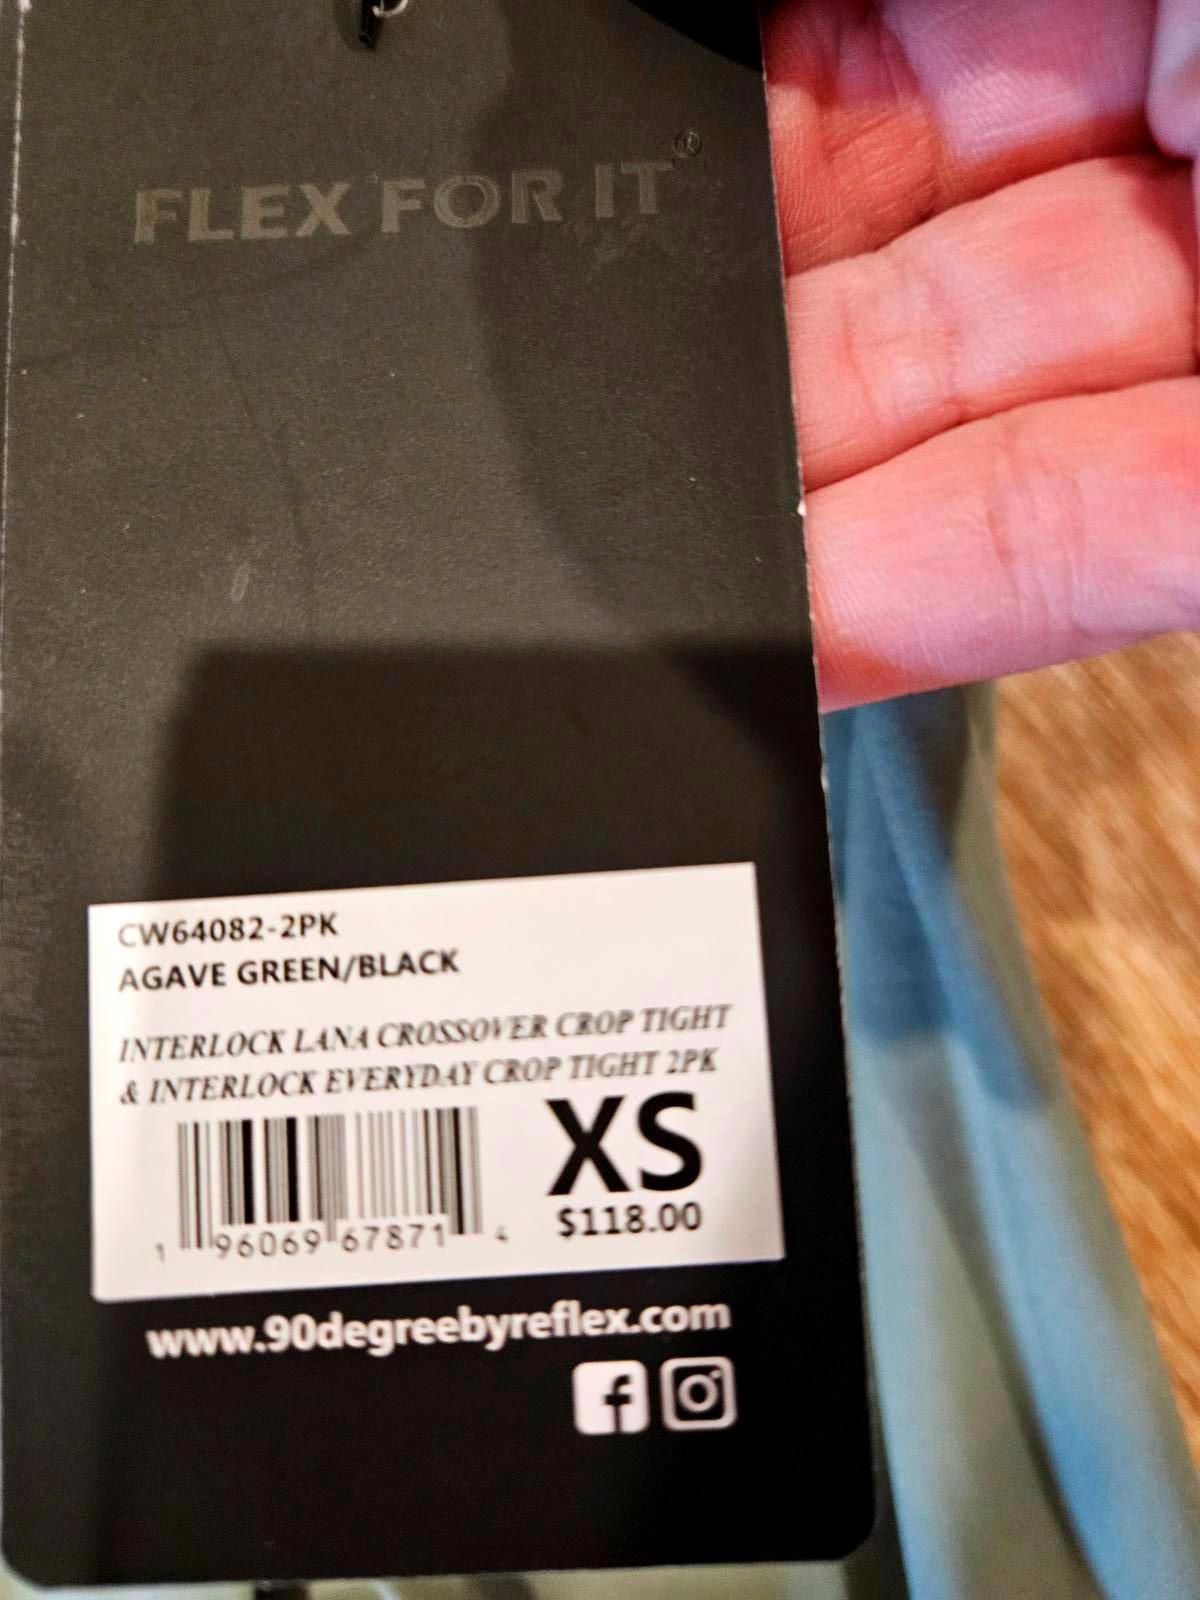 FLEX FOR IT®
CW64082-2PK
AGAVE GREEN/BLACK
INTERLOCK LANA CROSSOVER CROP TIGHT
& INTERLOCK EVERYDAY CROP TIGHT 2PK
XS
$118.00
1 96069 67871 4
www.90degreebyreflex.com